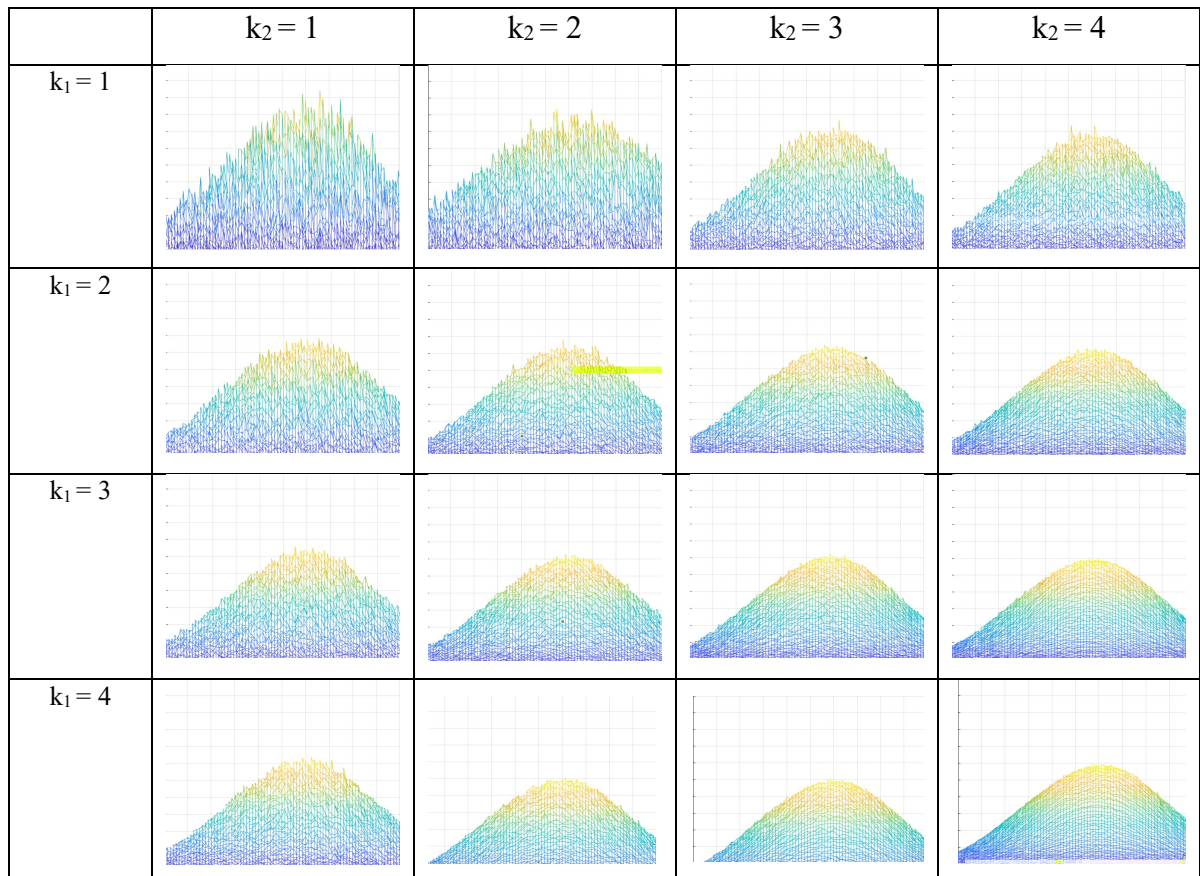 k₂ = 1 k₂ = 2 k₂ = 3 k₂ = 4
k₁ = 1
k₁ = 2
k₁ = 3
k₁ = 4